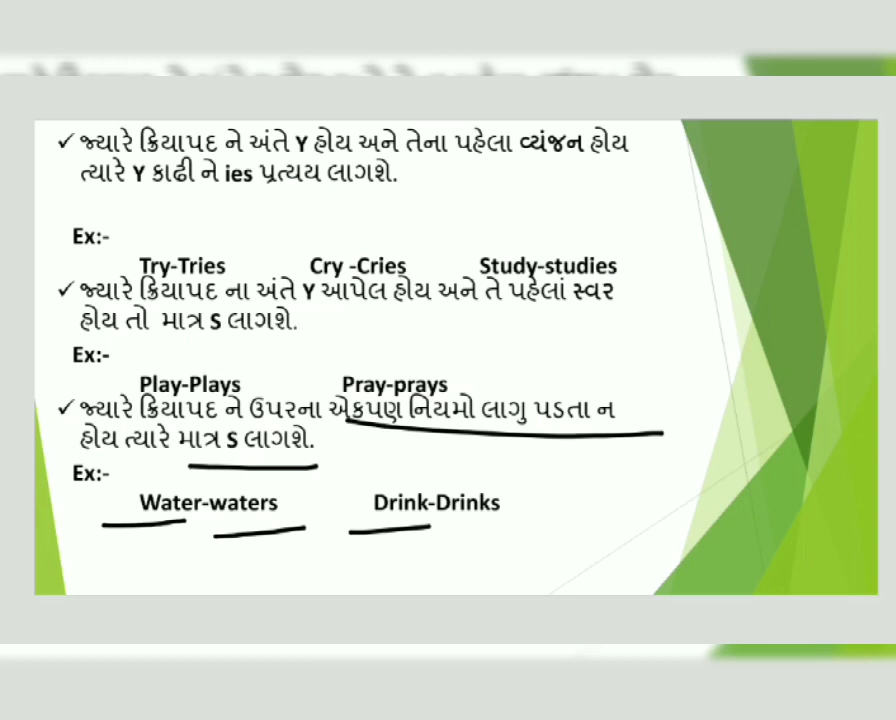 ✓ જ્યારે ક્રિયાપદ ને અંતે Y હોય અને તેના પહેલા વ્યંજન હોય
ત્યારે Y કાઢી ને ies પ્રત્યય લાગશે.
Ex:-
Try-Tries Cry -Cries Study-studies
✓ જ્યારે ક્રિયાપદ ના અંતે Y આપેલ હોય અને તે પહેલાં સ્વર
હોય તો માત્ર S લાગશે.
Ex:-
Play-Plays Pray-prays
✓ જ્યારે ક્રિયાપદ ને ઉપરના એકપણ નિયમો લાગુ પડતા ન
હોય ત્યારે માત્ર S લાગશે.
Ex:-
Water-waters Drink-Drinks